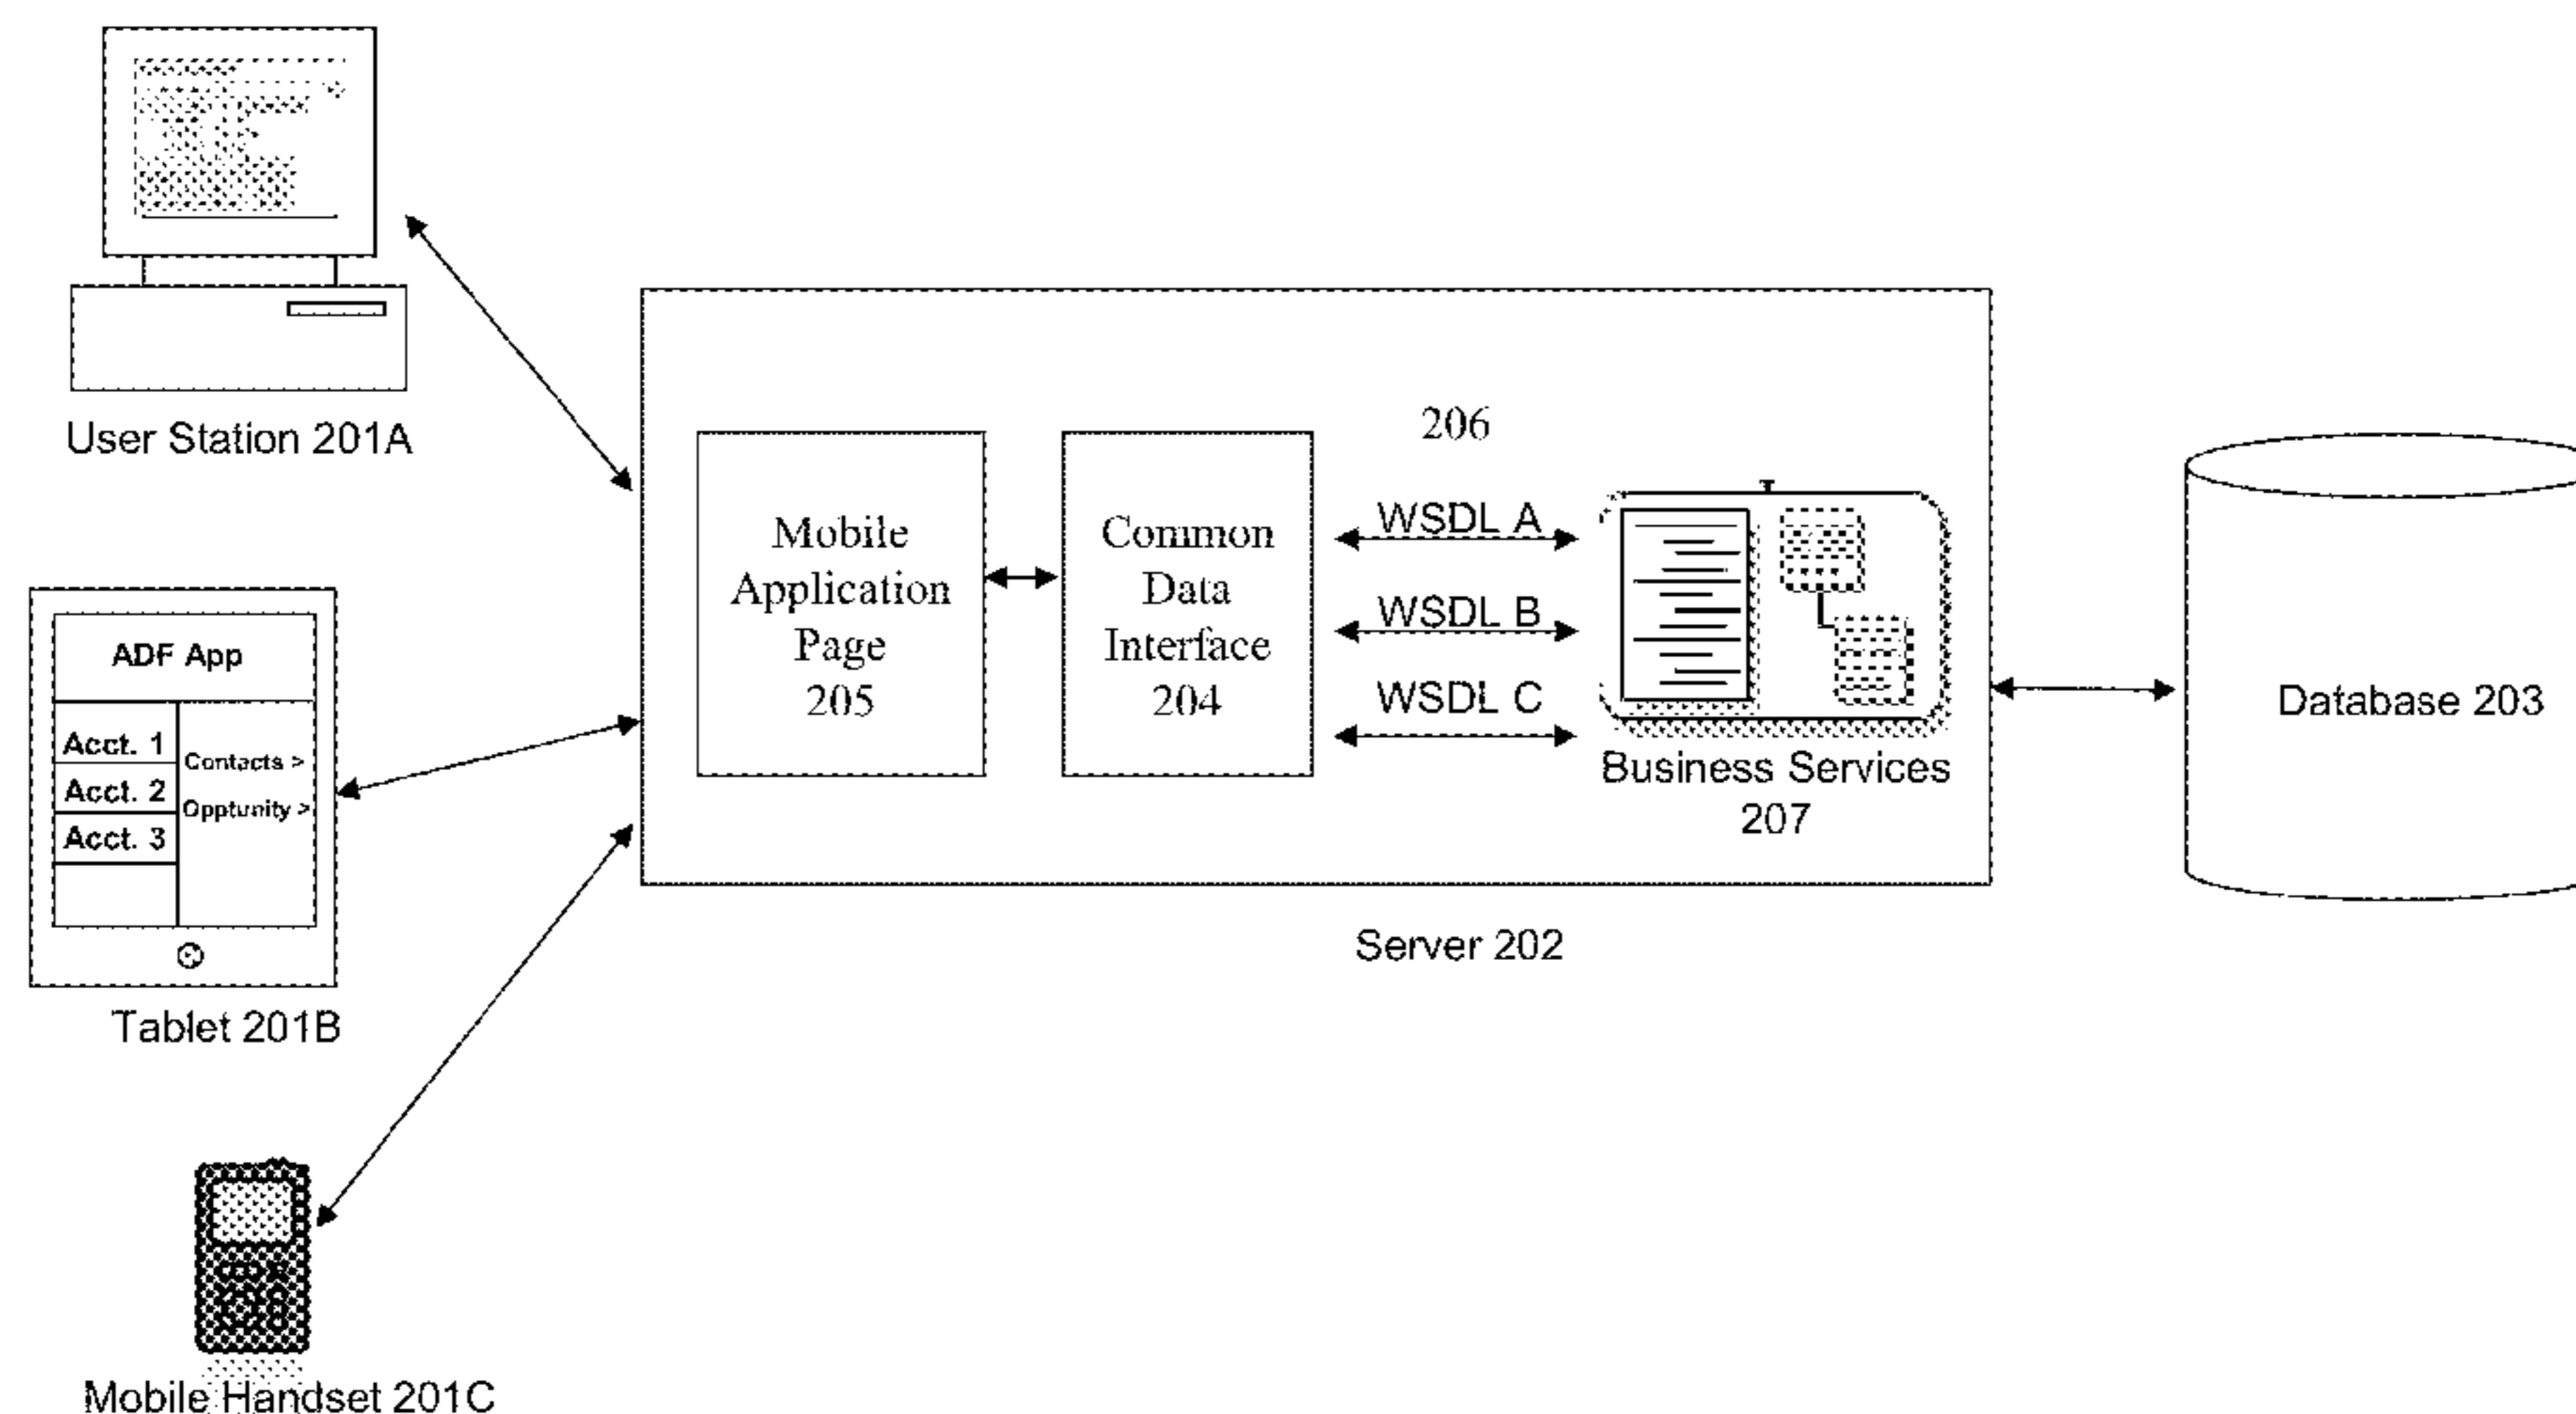 User Station 201A
ADF App
Acct. 1
Acct. 2
Acct. 3
Contacts >
Opptunity >
Tablet 201B
Mobile Handset 201C
Mobile
Application
Page
205
Common
Data
Interface
204
206
WSDL A
WSDL B
WSDL C
Business Services
207
Server 202
Database 203